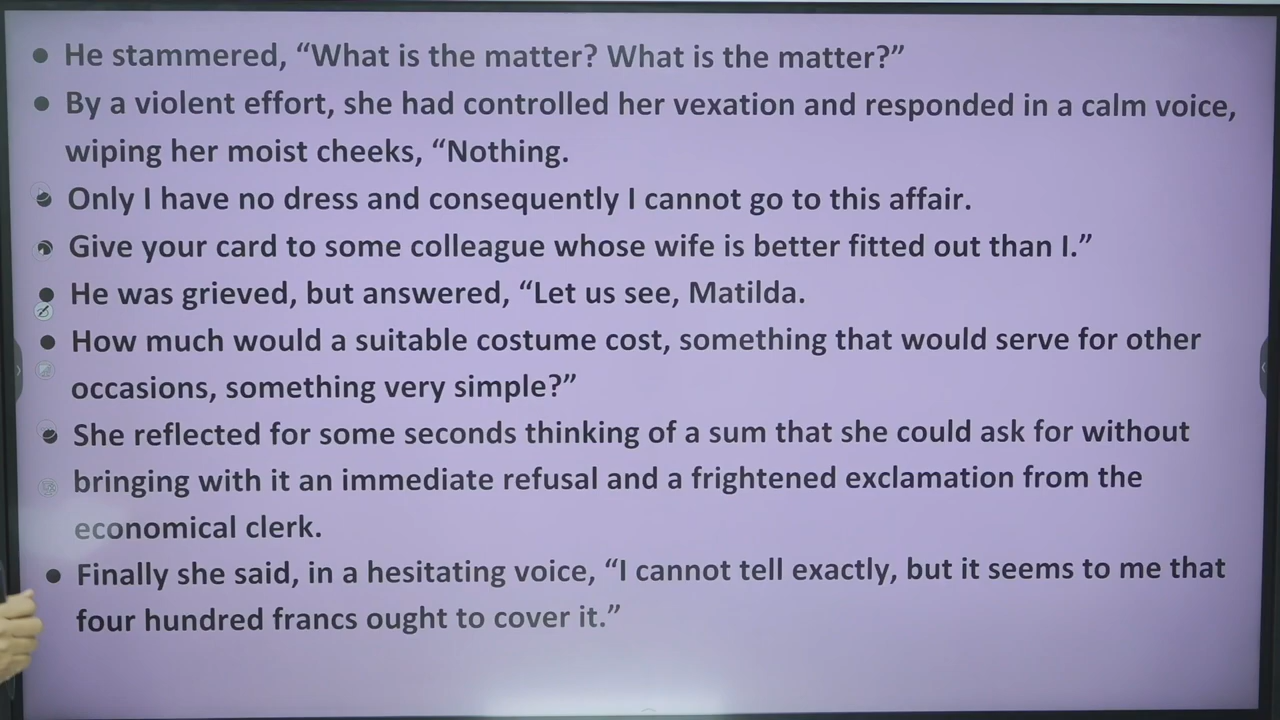 • He stammered, “What is the matter? What is the matter?”
• By a violent effort, she had controlled her vexation and responded in a calm voice,
wiping her moist cheeks, “Nothing.
• Only I have no dress and consequently I cannot go to this affair.
• Give your card to some colleague whose wife is better fitted out than I.”
• He was grieved, but answered, “Let us see, Matilda.
• How much would a suitable costume cost, something that would serve for other
occasions, something very simple?”
• She reflected for some seconds thinking of a sum that she could ask for without
bringing with it an immediate refusal and a frightened exclamation from the
economical clerk.
• Finally she said, in a hesitating voice, “I cannot tell exactly, but it seems to me that
four hundred francs ought to cover it.”